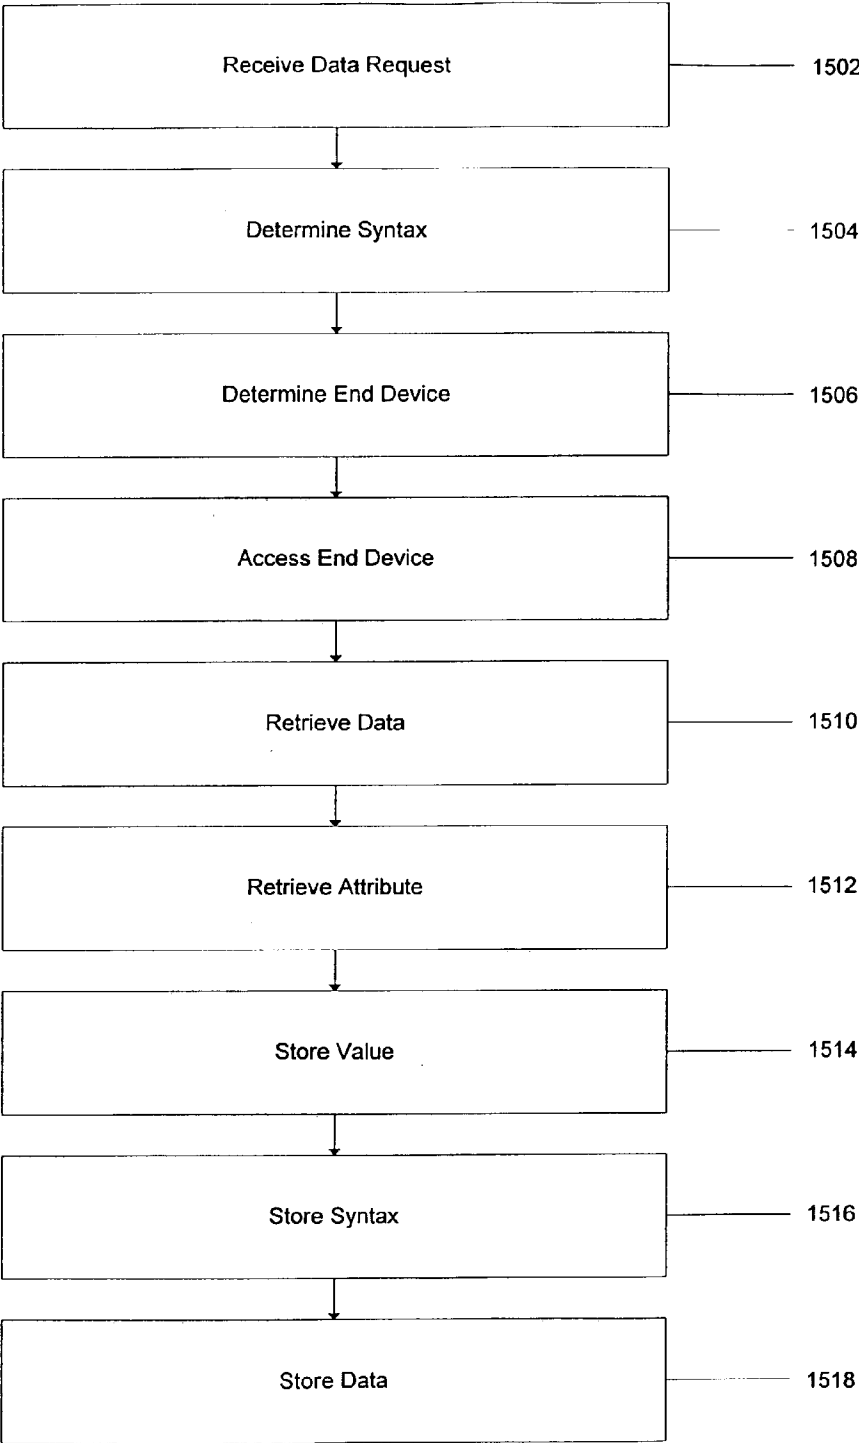 Receive Data Request 1502
Determine Syntax 1504
Determine End Device 1506
Access End Device 1508
Retrieve Data 1510
Retrieve Attribute 1512
Store Value 1514
Store Syntax 1516
Store Data 1518